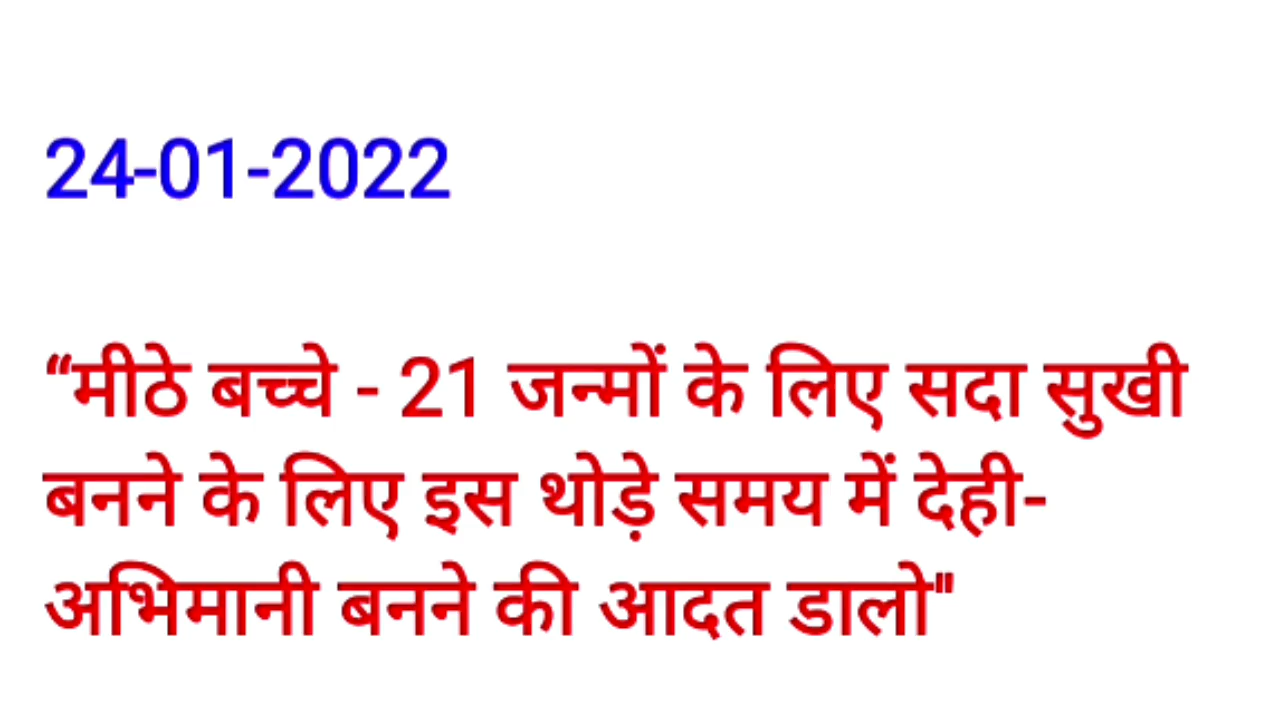 24-01-2022
“मीठे बच्चे - 21 जन्मों के लिए सदा सुखी
बनने के लिए इस थोड़े समय में देही-
अभिमानी बनने की आदत डालो"